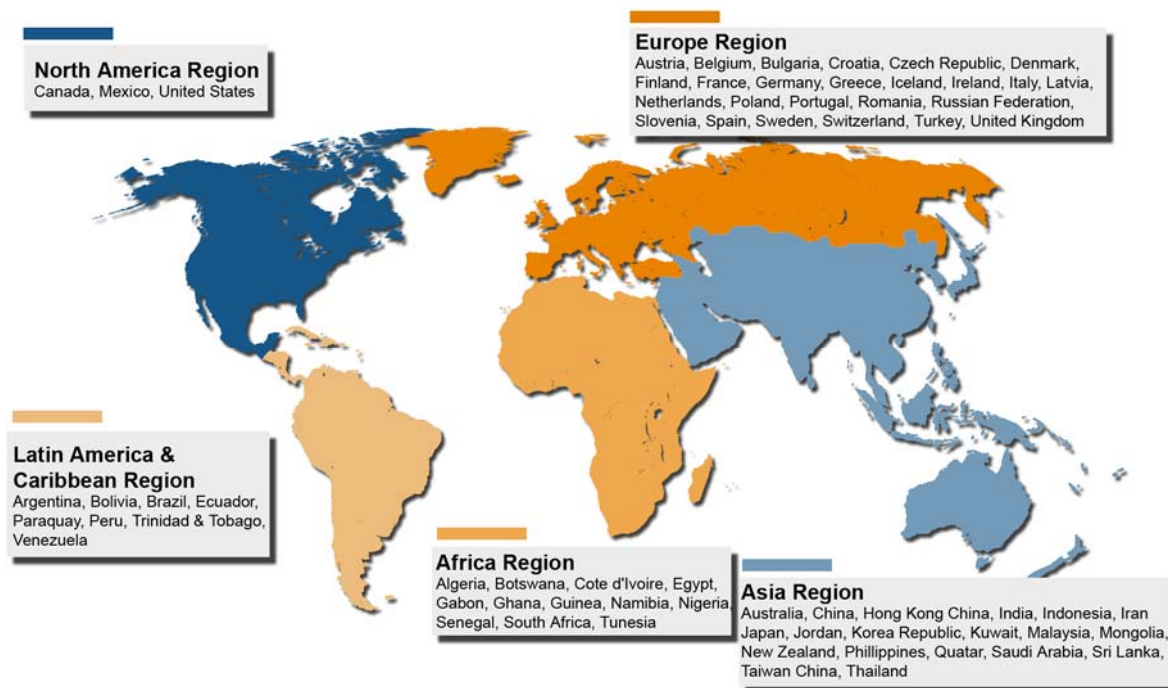 North America Region
Canada, Mexico, United States
Europe Region
Austria, Belgium, Bulgaria, Croatia, Czech Republic, Denmark,
Finland, France, Germany, Greece, Iceland, Ireland, Italy, Latvia,
Netherlands, Poland, Portugal, Romania, Russian Federation,
Slovenia, Spain, Sweden, Switzerland, Turkey, United Kingdom
Latin America &
Caribbean Region
Argentina, Bolivia, Brazil, Ecuador,
Paraquay, Peru, Trinidad & Tobago,
Venezuela
Africa Region
Algeria, Botswana, Cote d'Ivoire, Egypt,
Gabon, Ghana, Guinea, Namibia, Nigeria,
Senegal, South Africa, Tunesia
Asia Region
Australia, China, Hong Kong China, India, Indonesia, Iran
Japan, Jordan, Korea Republic, Kuwait, Malaysia, Mongolia,
New Zealand, Phillippines, Quatar, Saudi Arabia, Sri Lanka,
Taiwan China, Thailand